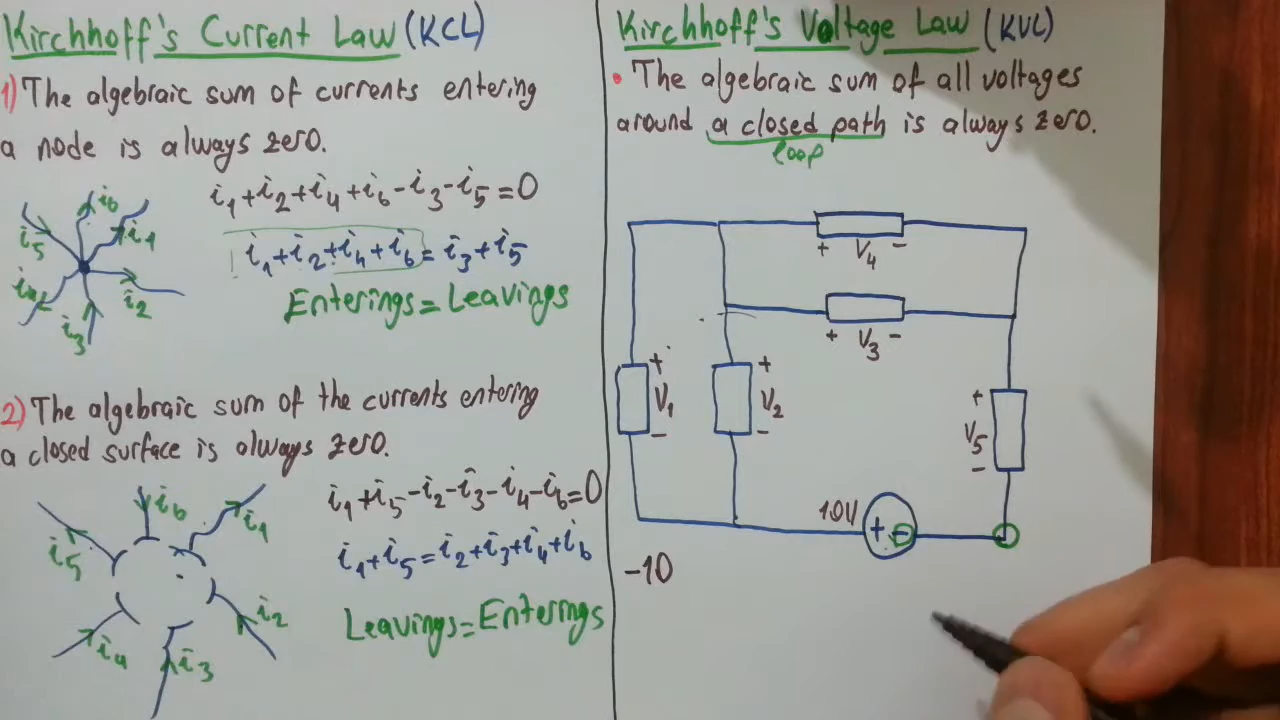 Kirchhoff's Current Law (KCL)
1) The algebraic sum of currents entering
a node is always zero.
i1+i2+i4+i6-i3-i5=0
i1+i2+i4+i6=i3+i5
Enterings=Leavings
i6
i5
i1
i4
i2
i3
2) The algebraic sum of the currents entering
a closed surface is always zero.
i1+i5-i2-i3-i4-i6=0
i1+i5=i2+i3+i4+i6
Leavings=Enterings
i6
i1
i5
i2
i4
i3
Kirchhoff's Voltage Law (KVL)
• The algebraic sum of all voltages
around a closed path is always zero.
loop
+ V4 -
+ V3 -
+
V1
-
+
V2
-
+
V5
-
10V
+ -
-10